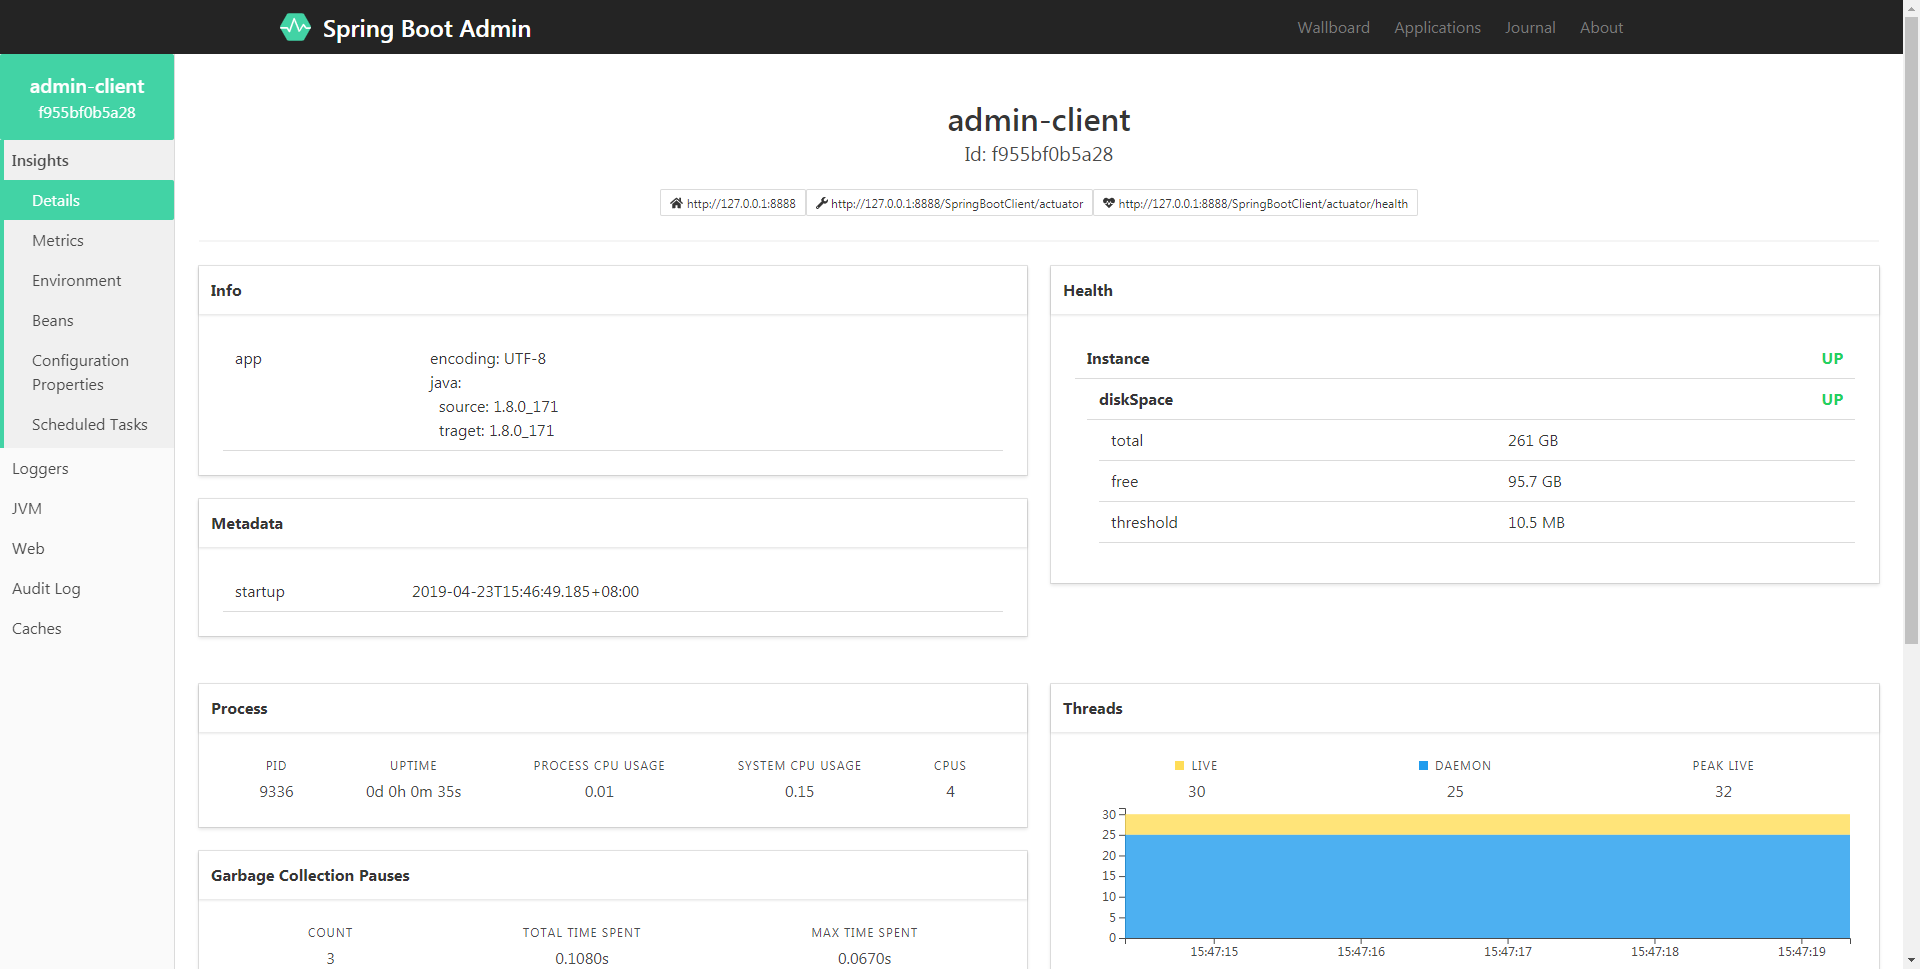 Spring Boot Admin
Wallboard Applications Journal About
admin-client
f955bf0b5a28
Insights
Details
Metrics
Environment
Beans
Configuration
Properties
Scheduled Tasks
Loggers
JVM
Web
Audit Log
Caches
admin-client
Id: f955bf0b5a28
http://127.0.0.1:8888 http://127.0.0.1:8888/SpringBootClient/actuator http://127.0.0.1:8888/SpringBootClient/actuator/health
Info
app encoding: UTF-8
java:
source: 1.8.0_171
traget: 1.8.0_171
Metadata
startup 2019-04-23T15:46:49.185+08:00
Health
Instance UP
diskSpace UP
total 261 GB
free 95.7 GB
threshold 10.5 MB
Process
PID UPTIME PROCESS CPU USAGE SYSTEM CPU USAGE CPUS
9336 0d 0h 0m 35s 0.01 0.15 4
Garbage Collection Pauses
COUNT TOTAL TIME SPENT MAX TIME SPENT
3 0.1080s 0.0670s
Threads
LIVE DAEMON PEAK LIVE
30 25 32
30
25
20
15
10
5
0
15:47:15 15:47:16 15:47:17 15:47:18 15:47:19